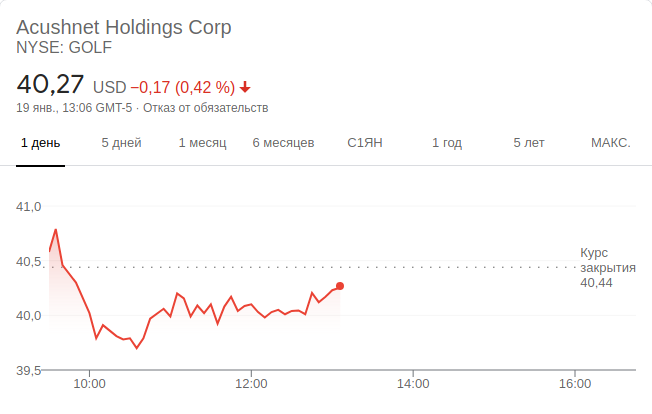 Acushnet Holdings Corp
NYSE: GOLF
40,27 USD −0,17 (0,42 %)
19 янв., 13:06 GMT-5 · Отказ от обязательств
1 день 5 дней 1 месяц 6 месяцев С1ЯН 1 год 5 лет МАКС.
41,0
40,5
40,0
39,5
Курс
закрытия
40,44
10:00 12:00 14:00 16:00